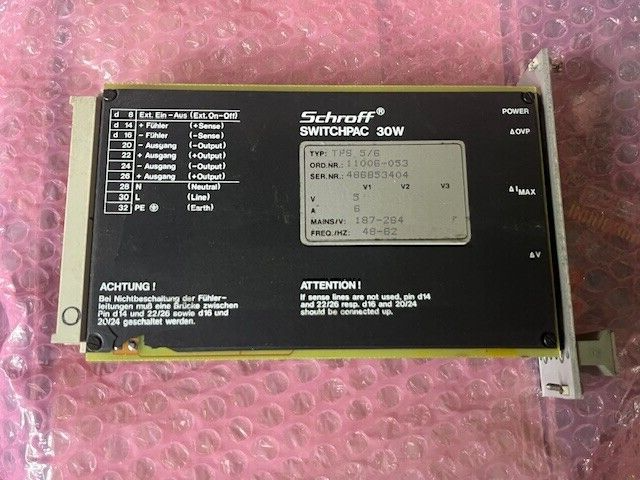 d 8 Ext. Ein-Aus (Ext. On-Off)
d 14 + Fühler (+Sense)
d 16 - Fühler (-Sense)
20 - Ausgang (-Output)
22 + Ausgang (+Output)
24 - Ausgang (-Output)
26 + Ausgang (+Output)
28 N (Neutral)
30 L (Line)
32 PE (Earth)
Schroff®
SWITCHPAC 30W
TYP: TPS 5/6
ORD.NR.: 11006-053
SER.NR.: 486853404
V1 V2 V3
V 5
A 6
MAINS/V: 187-264
FREQ./HZ: 48-62
POWER
Δ OVP
Δ IMAX
Δ V
ACHTUNG !
Bei Nichtbeschaltung der Fühler-
leitungen muß eine Brücke zwischen
Pin d14 und 22/26 sowie d16 und
20/24 geschaltet werden.
ATTENTION !
If sense lines are not used, pin d14
and 22/26 resp. d16 and 20/24
should be connected up.